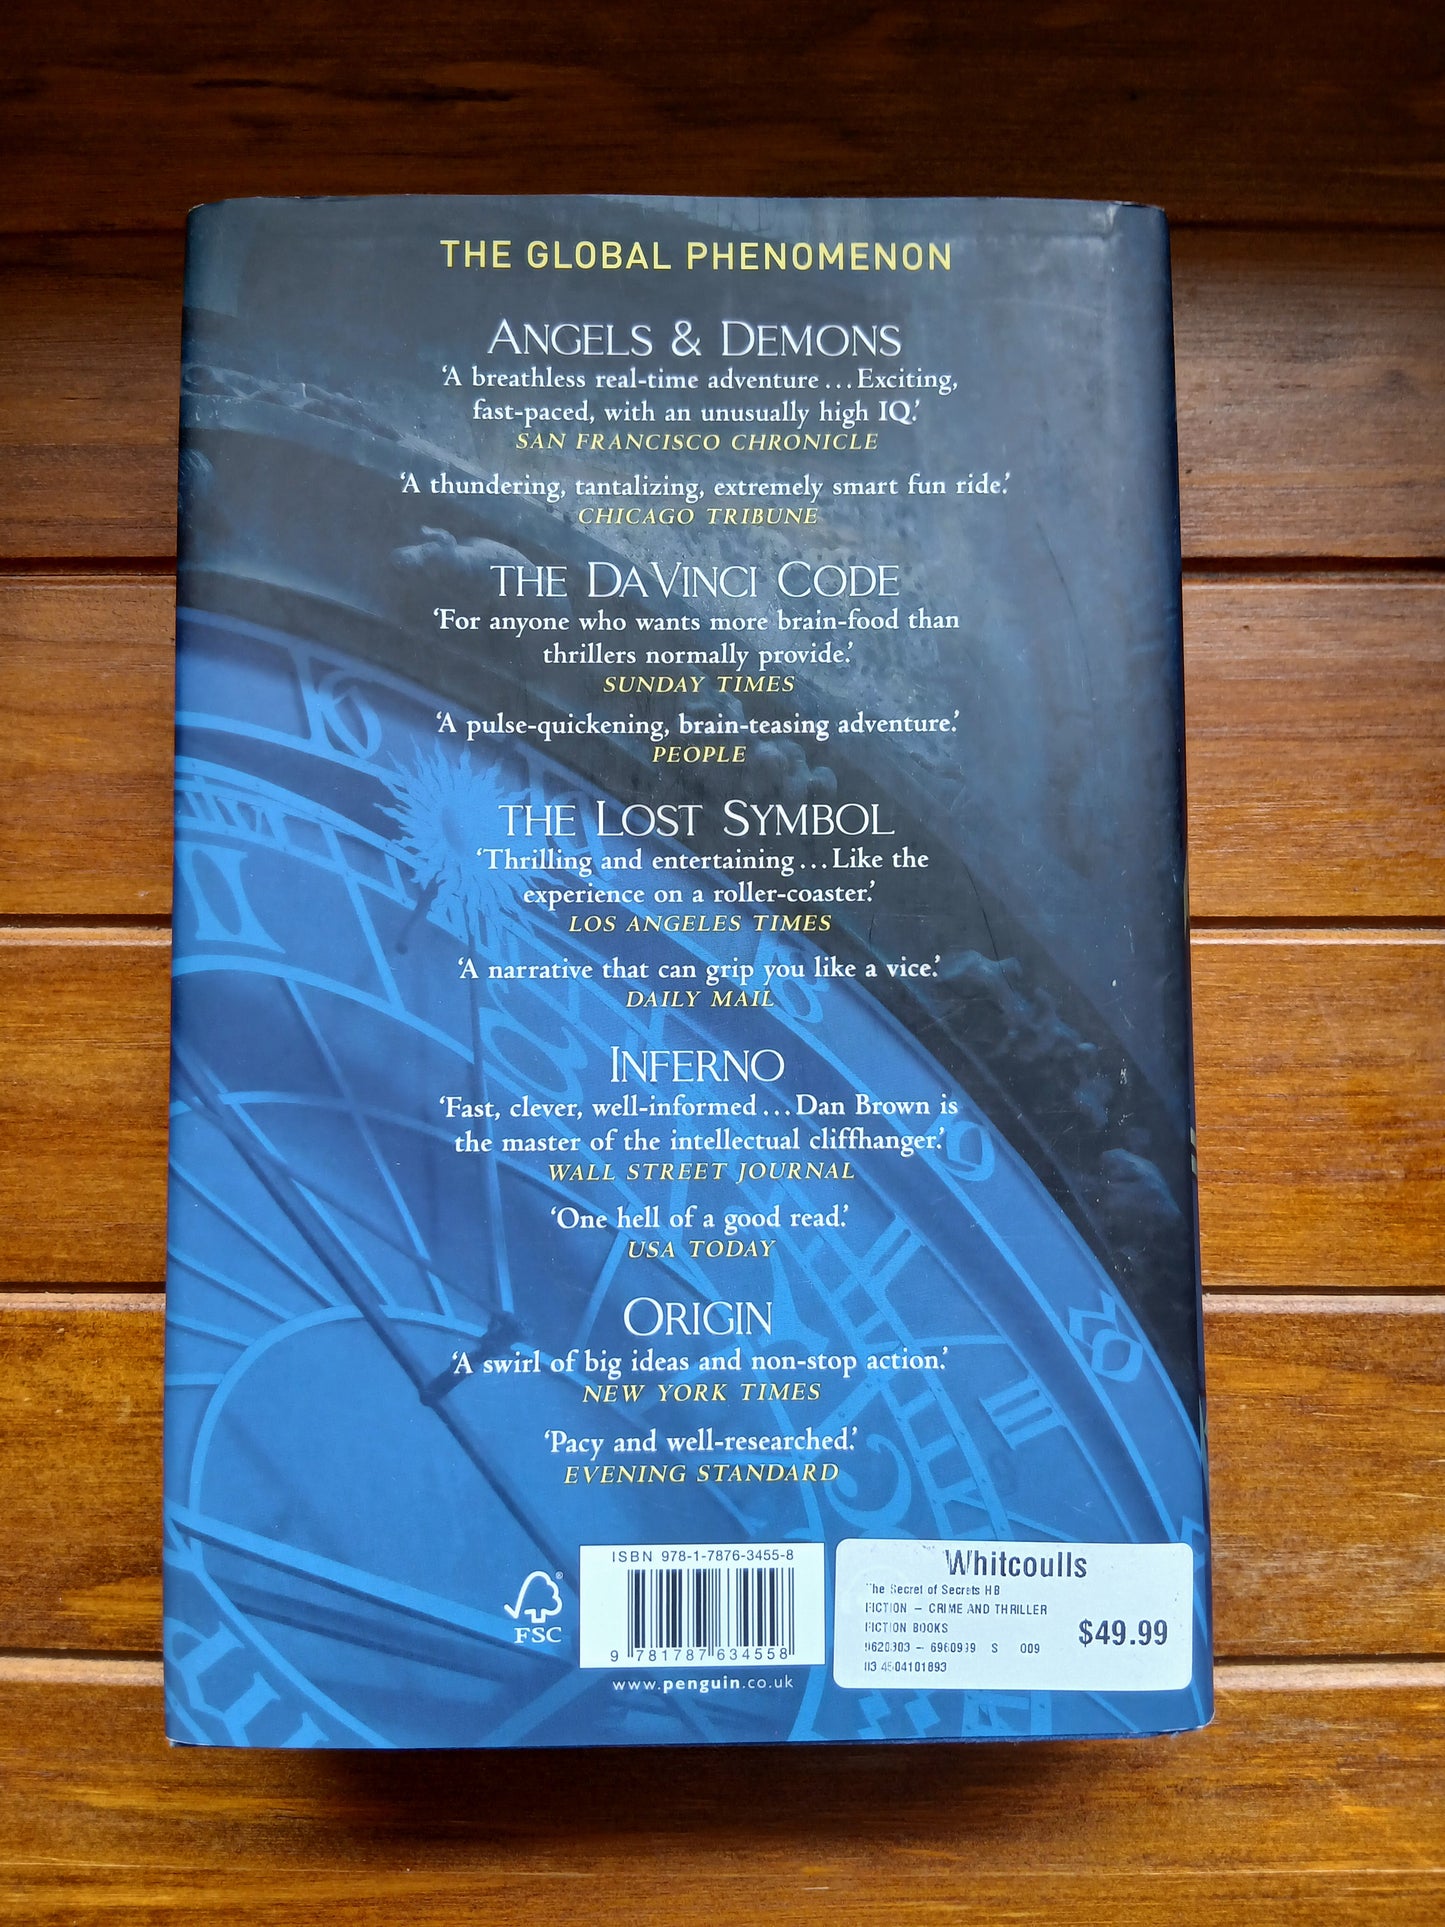 THE GLOBAL PHENOMENON
ANGELS & DEMONS
‘A breathless real-time adventure ... Exciting,
fast-paced, with an unusually high IQ.’
SAN FRANCISCO CHRONICLE
‘A thundering, tantalizing, extremely smart fun ride.’
CHICAGO TRIBUNE
THE DA VINCI CODE
‘For anyone who wants more brain-food than
thrillers normally provide.’
SUNDAY TIMES
‘A pulse-quickening, brain-teasing adventure.’
PEOPLE
THE LOST SYMBOL
‘Thrilling and entertaining ... Like the
experience on a roller-coaster.’
LOS ANGELES TIMES
‘A narrative that can grip you like a vice.’
DAILY MAIL
INFERNO
‘Fast, clever, well-informed ... Dan Brown is
the master of the intellectual cliffhanger.’
WALL STREET JOURNAL
‘One hell of a good read.’
USA TODAY
ORIGIN
‘A swirl of big ideas and non-stop action.’
NEW YORK TIMES
‘Pacy and well-researched.’
EVENING STANDARD
FSC®
ISBN 978-1-7876-3455-8
9 781787 634558
www.penguin.co.uk
Whitcoulls
The Secret of Secrets HB
FICTION – CRIME AND THRILLER
FICTION BOOKS
$49.99
S 009